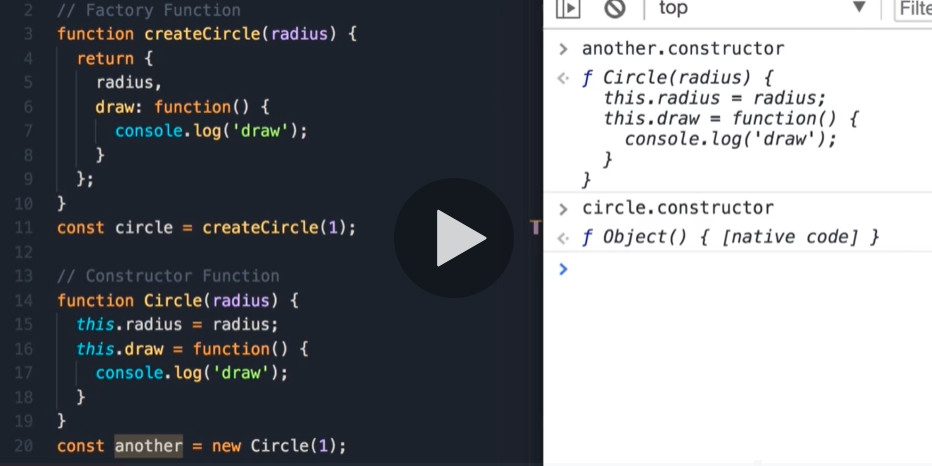 2 // Factory Function
3 function createCircle(radius) {
4   return {
5     radius,
6     draw: function() {
7       console.log('draw');
8     }
9   };
10 }
11 const circle = createCircle(1);
12
13 // Constructor Function
14 function Circle(radius) {
15   this.radius = radius;
16   this.draw = function() {
17     console.log('draw');
18   }
19 }
20 const another = new Circle(1);
T
top ▼
> another.constructor
<· ƒ Circle(radius) {
    this.radius = radius;
    this.draw = function() {
      console.log('draw');
    }
  }
> circle.constructor
<· ƒ Object() { [native code] }
>